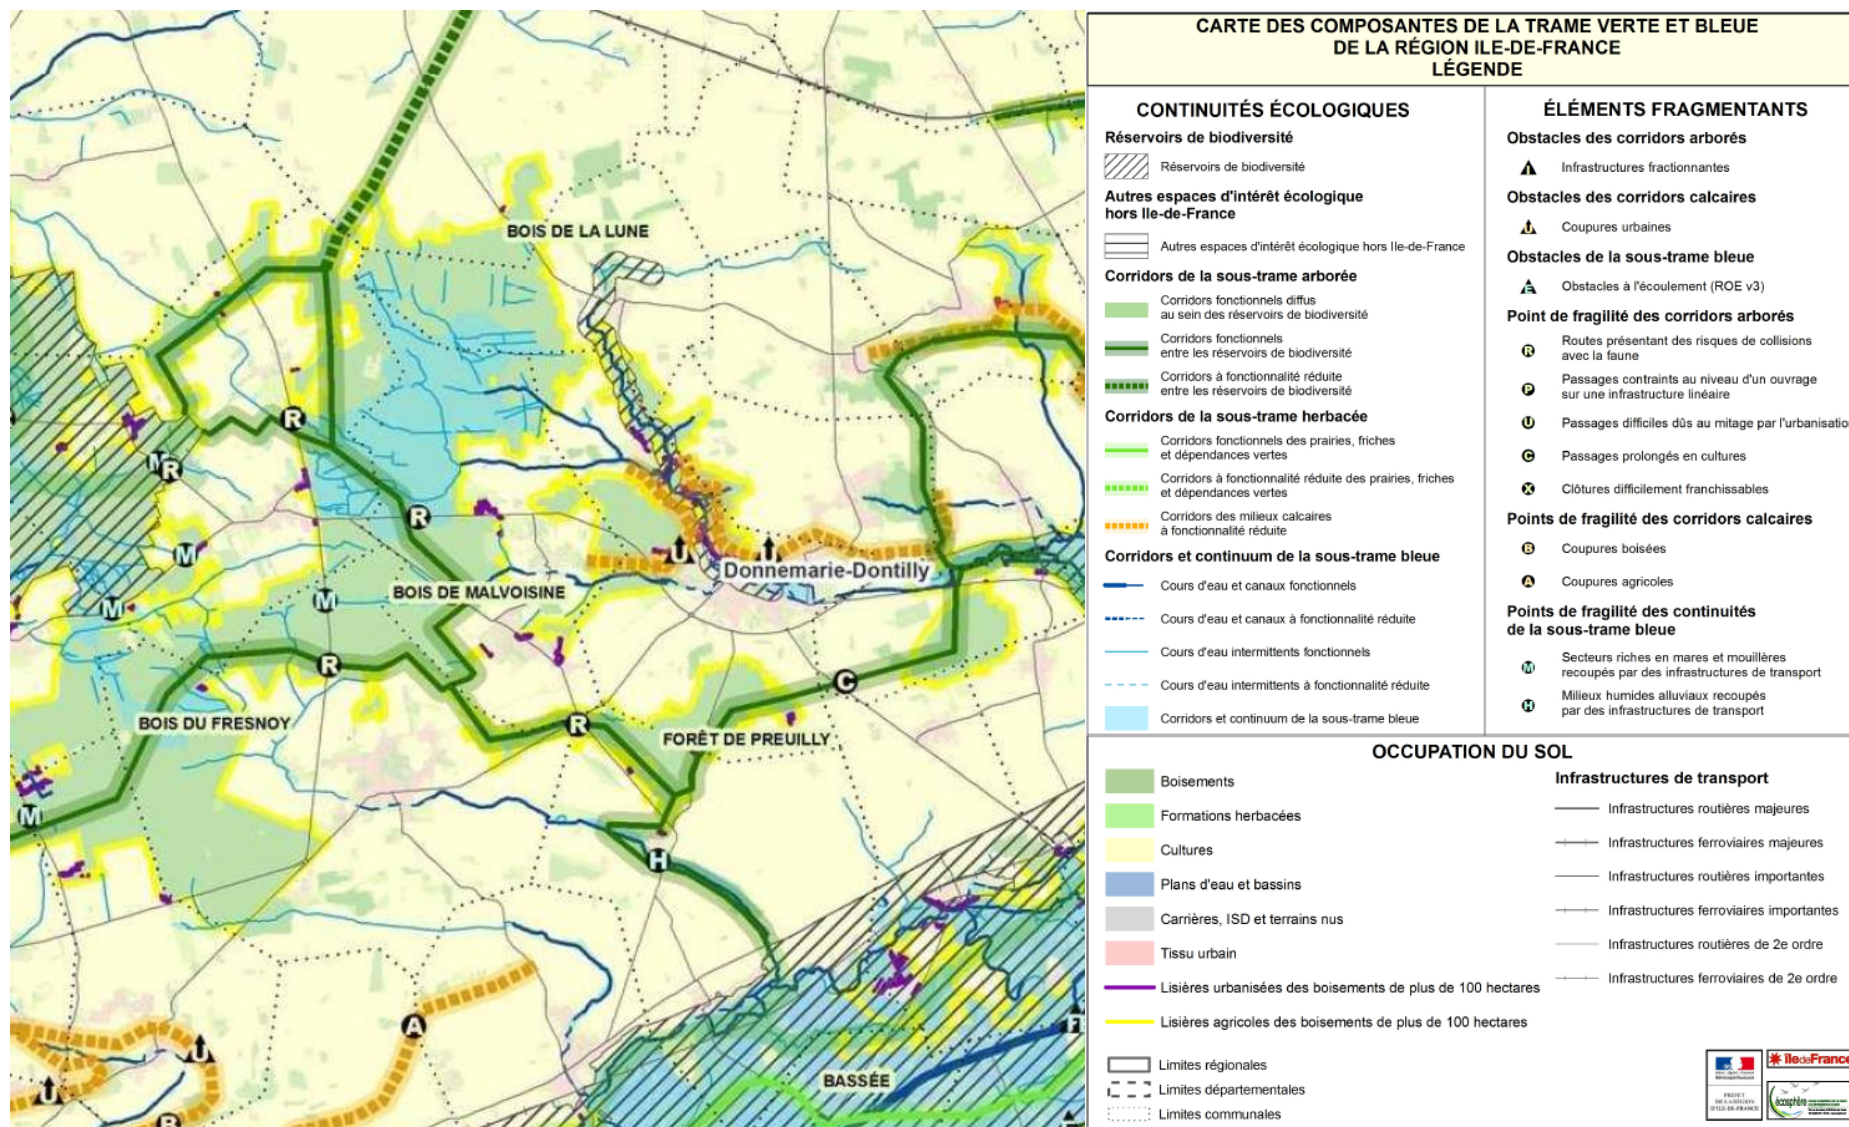 BOIS DE LA LUNE
R
R
M
R
M
U
U
Donnemarie-Dontilly
BOIS DE MALVOISINE
M
M
R
C
BOIS DU FRESNOY
R
FORÊT DE PREUILLY
M
H
A
U
U
BASSÉE
B
CARTE DES COMPOSANTES DE LA TRAME VERTE ET BLEUE
DE LA RÉGION ILE-DE-FRANCE
LÉGENDE
CONTINUITÉS ÉCOLOGIQUES
Réservoirs de biodiversité
Réservoirs de biodiversité
Autres espaces d'intérêt écologique
hors Ile-de-France
Autres espaces d'intérêt écologique hors Ile-de-France
Corridors de la sous-trame arborée
Corridors fonctionnels diffus
au sein des réservoirs de biodiversité
Corridors fonctionnels
entre les réservoirs de biodiversité
Corridors à fonctionnalité réduite
entre les réservoirs de biodiversité
Corridors de la sous-trame herbacée
Corridors fonctionnels des prairies, friches
et dépendances vertes
Corridors à fonctionnalité réduite des prairies, friches
et dépendances vertes
Corridors des milieux calcaires
à fonctionnalité réduite
Corridors et continuum de la sous-trame bleue
Cours d'eau et canaux fonctionnels
Cours d'eau et canaux à fonctionnalité réduite
Cours d'eau intermittents fonctionnels
Cours d'eau intermittents à fonctionnalité réduite
Corridors et continuum de la sous-trame bleue
ÉLÉMENTS FRAGMENTANTS
Obstacles des corridors arborés
I Infrastructures fractionnantes
Obstacles des corridors calcaires
U Coupures urbaines
Obstacles de la sous-trame bleue
E Obstacles à l'écoulement (ROE v3)
Point de fragilité des corridors arborés
R Routes présentant des risques de collisions
avec la faune
P Passages contraints au niveau d'un ouvrage
sur une infrastructure linéaire
U Passages difficiles dûs au mitage par l'urbanisatio
C Passages prolongés en cultures
X Clôtures difficilement franchissables
Points de fragilité des corridors calcaires
B Coupures boisées
A Coupures agricoles
Points de fragilité des continuités
de la sous-trame bleue
M Secteurs riches en mares et mouillères
recoupés par des infrastructures de transport
H Milieux humides alluviaux recoupés
par des infrastructures de transport
OCCUPATION DU SOL
Boisements
Formations herbacées
Cultures
Plans d'eau et bassins
Carrières, ISD et terrains nus
Tissu urbain
Lisières urbanisées des boisements de plus de 100 hectares
Lisières agricoles des boisements de plus de 100 hectares
Limites régionales
Limites départementales
Limites communales
Infrastructures de transport
Infrastructures routières majeures
Infrastructures ferroviaires majeures
Infrastructures routières importantes
Infrastructures ferroviaires importantes
Infrastructures routières de 2e ordre
Infrastructures ferroviaires de 2e ordre
PRÉFET
DE LA RÉGION
D'ILE-DE-FRANCE
îledeFrance
écosphère